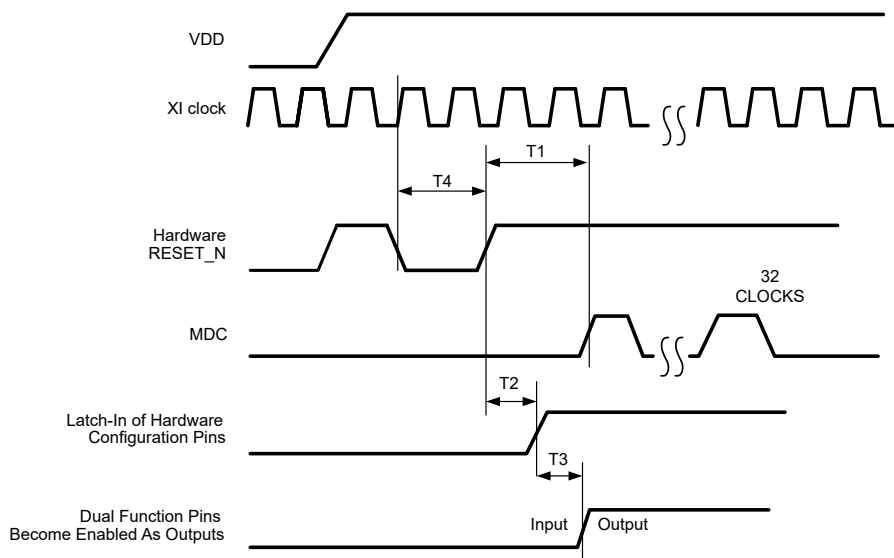 VDD
XI clock
T1
T4
Hardware
RESET_N
32
CLOCKS
MDC
T2
Latch-In of Hardware
Configuration Pins
T3
Dual Function Pins
Become Enabled As Outputs
Input
Output